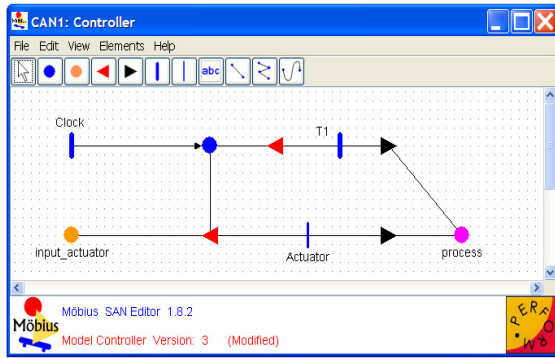 CAN1: Controller
File Edit View Elements Help
abc
Clock
T1
input_actuator
Actuator
process
Möbius SAN Editor 1.8.2
Möbius
Model Controller Version: 3 (Modified)
PERFORM